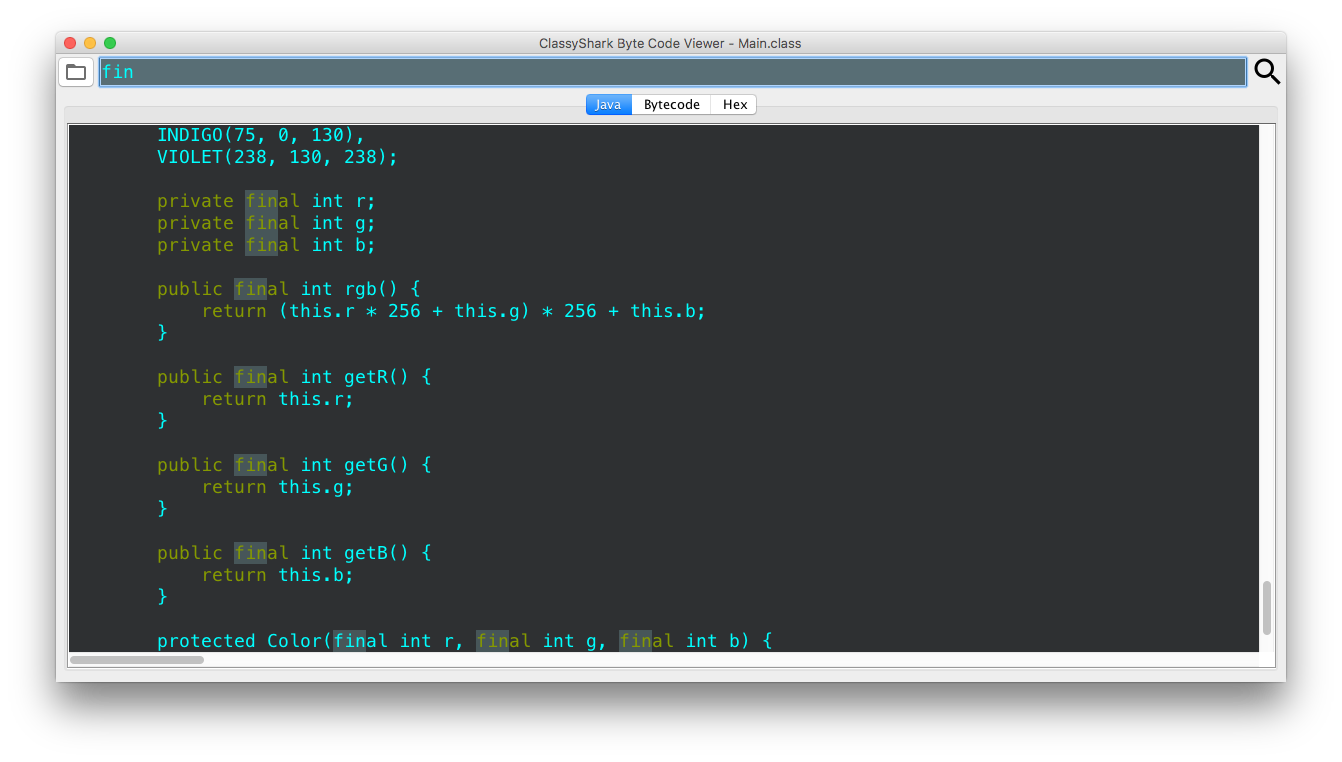 ClassyShark Byte Code Viewer - Main.class
fin
Java Bytecode Hex
INDIGO(75, 0, 130),
VIOLET(238, 130, 238);
private final int r;
private final int g;
private final int b;
public final int rgb() {
return (this.r * 256 + this.g) * 256 + this.b;
}
public final int getR() {
return this.r;
}
public final int getG() {
return this.g;
}
public final int getB() {
return this.b;
}
protected Color(final int r, final int g, final int b) {